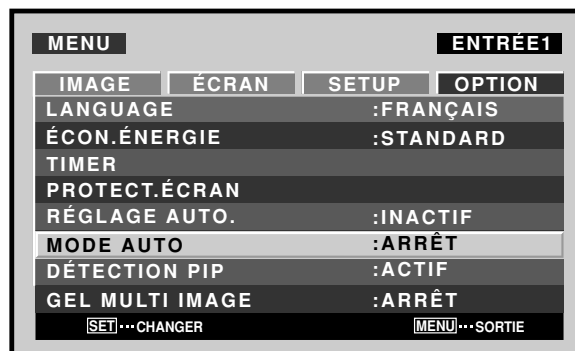 MENU ENTRÉE1
IMAGE ÉCRAN SETUP OPTION
LANGUAGE :FRANÇAIS
ÉCON.ÉNERGIE :STANDARD
TIMER
PROTECT.ÉCRAN
RÉGLAGE AUTO. :INACTIF
MODE AUTO :ARRÊT
DÉTECTION PIP :ACTIF
GEL MULTI IMAGE :ARRÊT
SET···CHANGER MENU···SORTIE